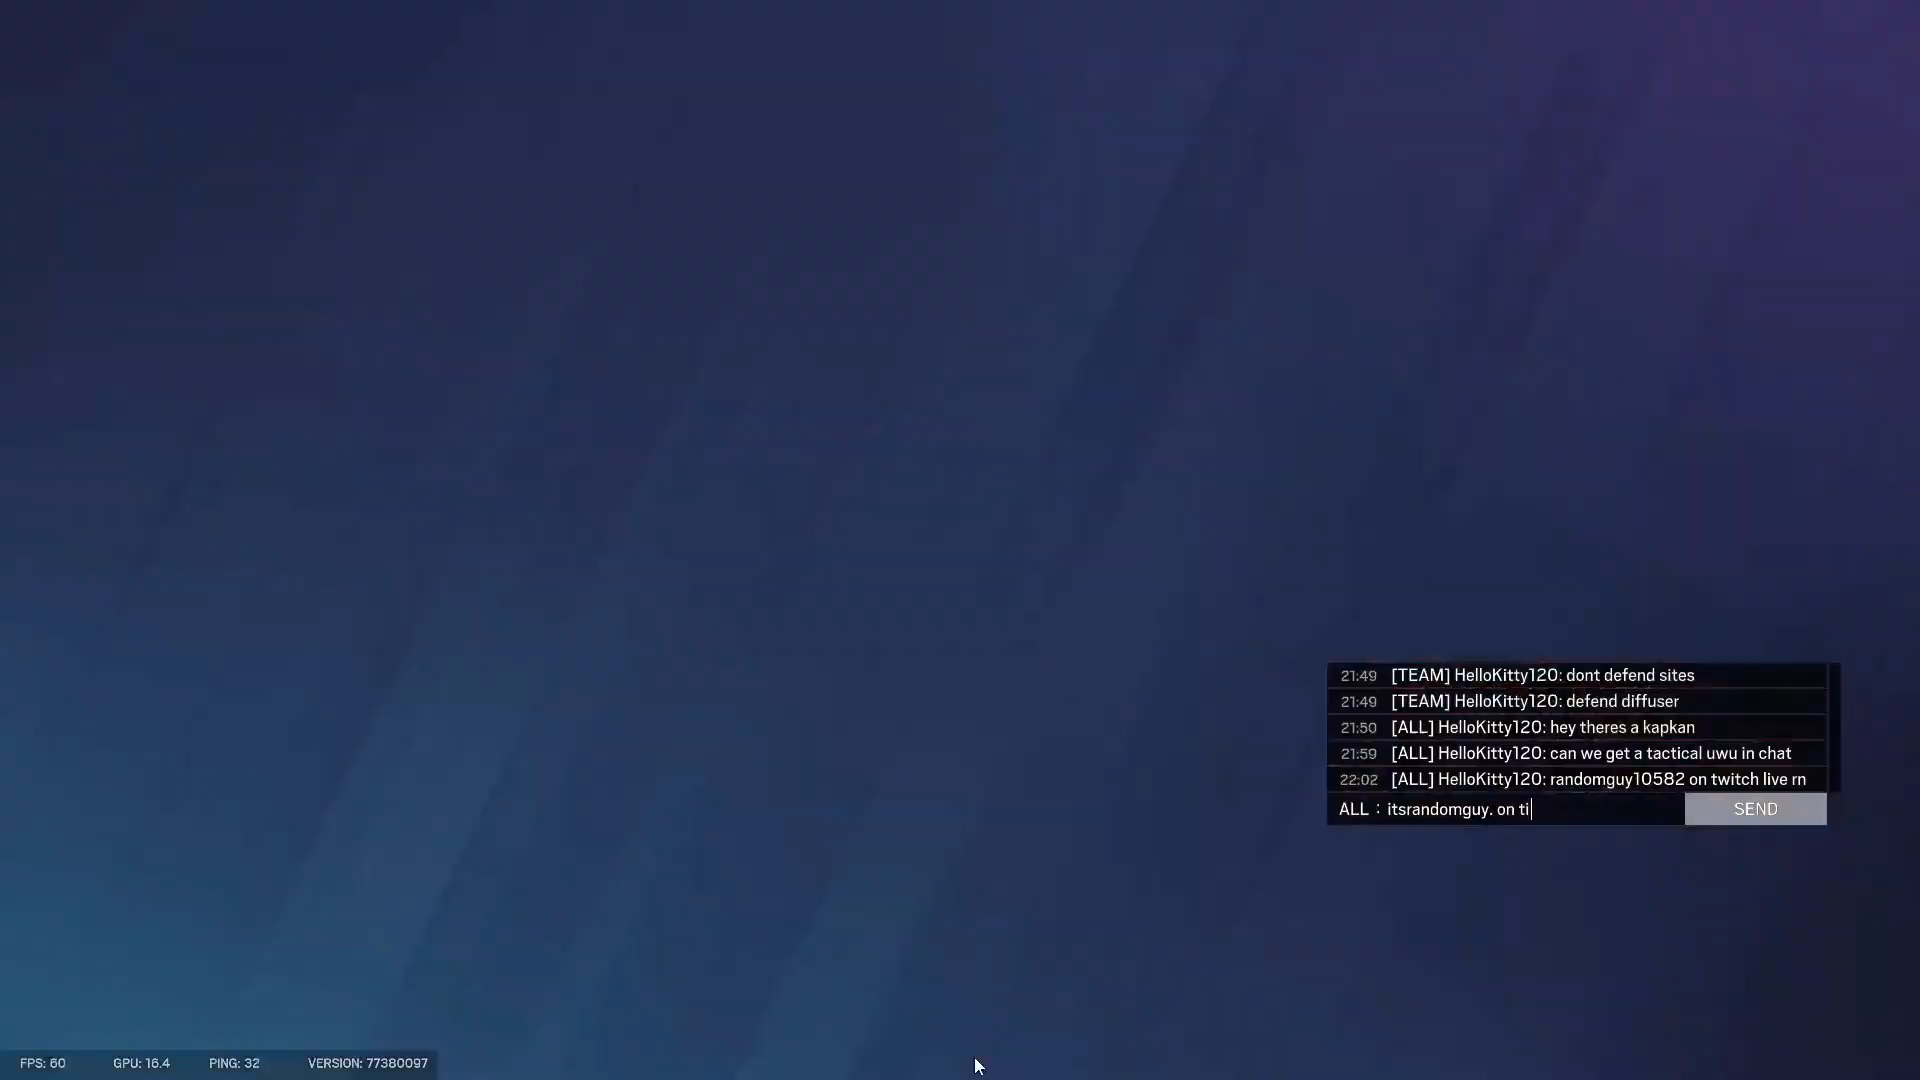 21:49 [TEAM] HelloKitty120: dont defend sites
21:49 [TEAM] HelloKitty120: defend diffuser
21:50 [ALL] HelloKitty120: hey theres a kapkan
21:59 [ALL] HelloKitty120: can we get a tactical uwu in chat
22:02 [ALL] HelloKitty120: randomguy10582 on twitch live rn
ALL : itsrandomguy. on ti SEND
FPS: 60 GPU: 16.4 PING: 32 VERSION: 77380097